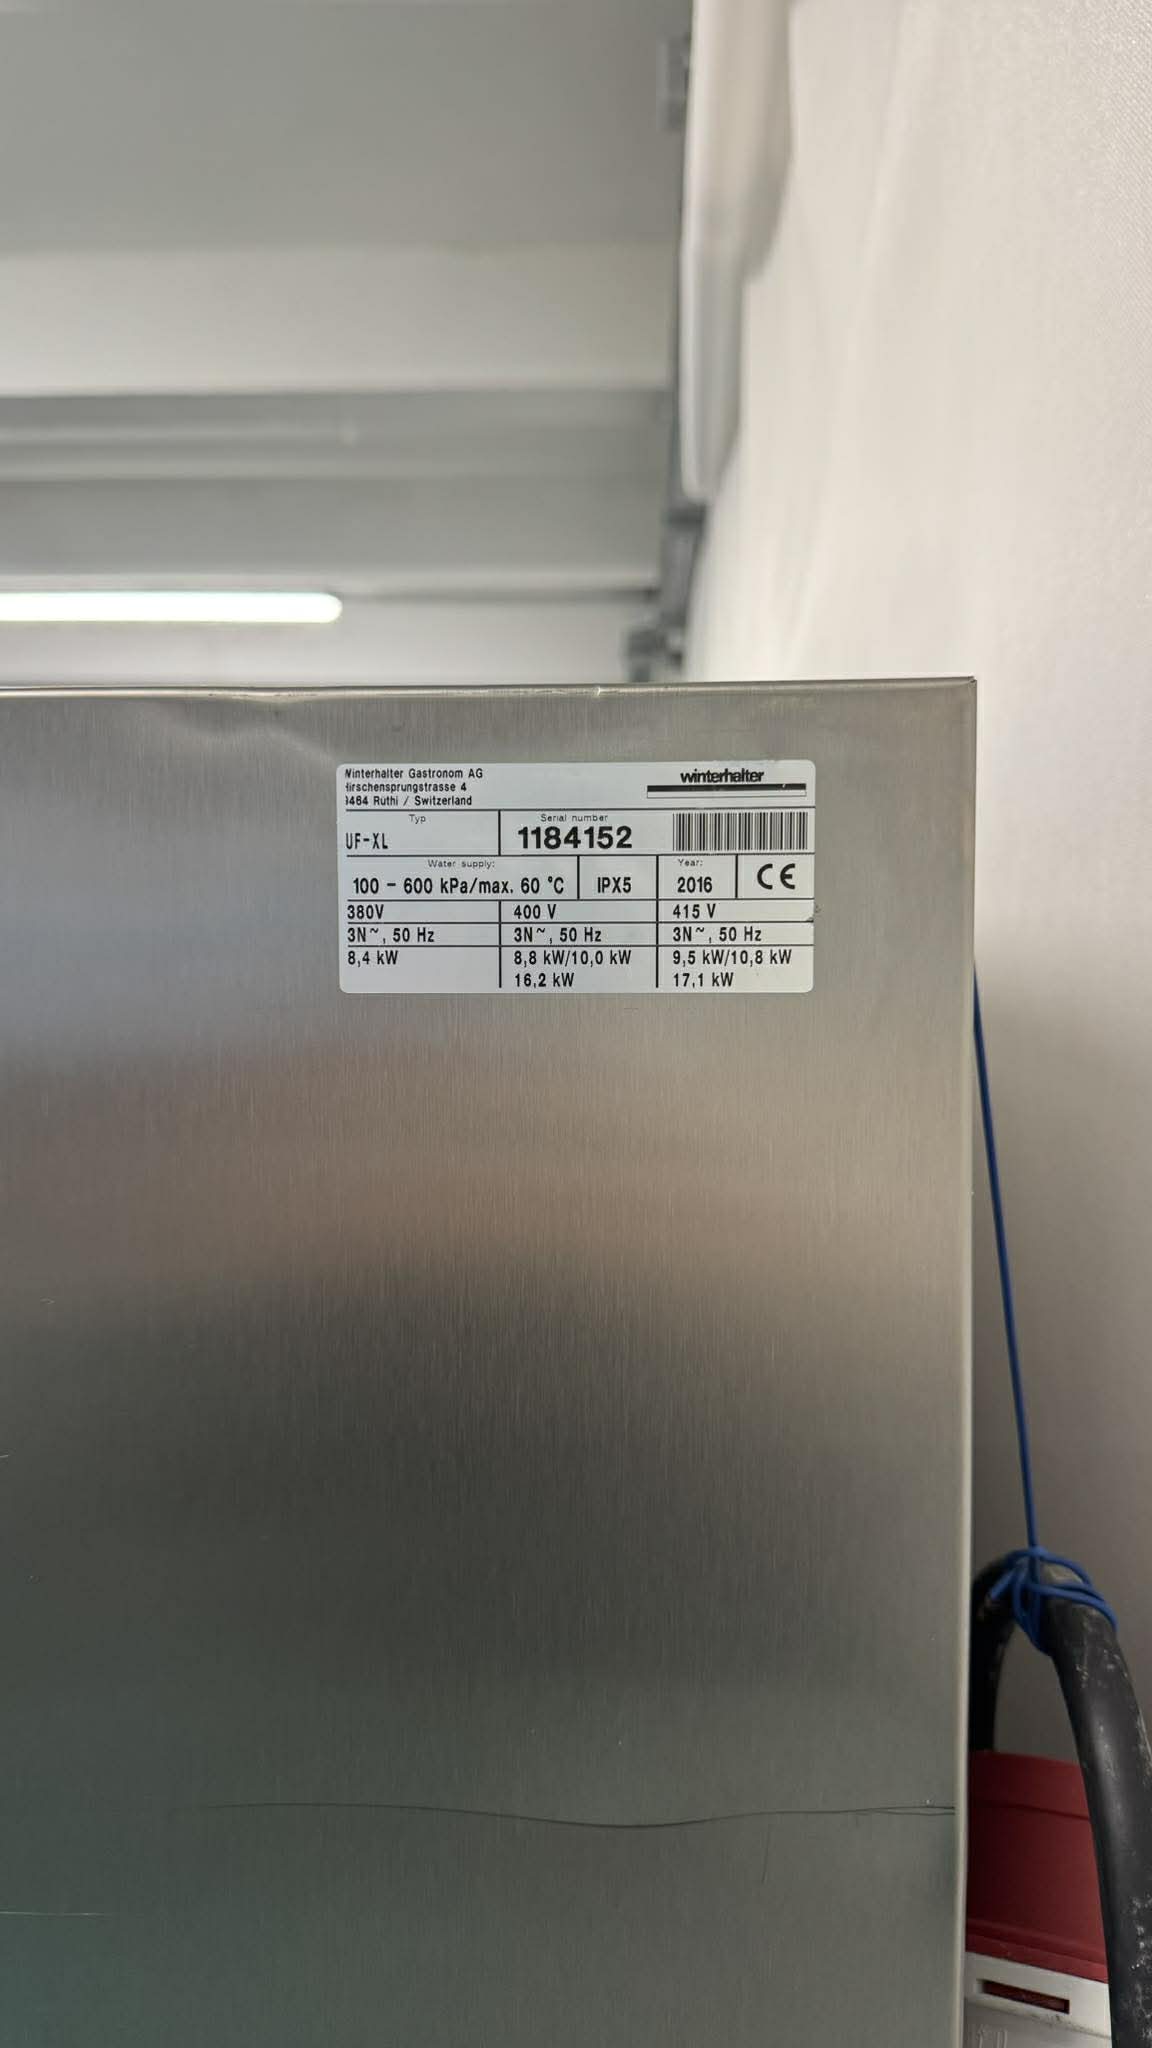 Winterhalter Gastronom AG
Hirschensprungstrasse 4
9464 Rüthi / Switzerland
winterhalter
Typ
UF-XL
Serial number
1184152
Water supply:
100 - 600 kPa/max. 60 °C
IPX5
Year:
2016
CE
380V 400 V 415 V
3N~, 50 Hz 3N~, 50 Hz 3N~, 50 Hz
8,4 kW 8,8 kW/10,0 kW 9,5 kW/10,8 kW
16,2 kW 17,1 kW